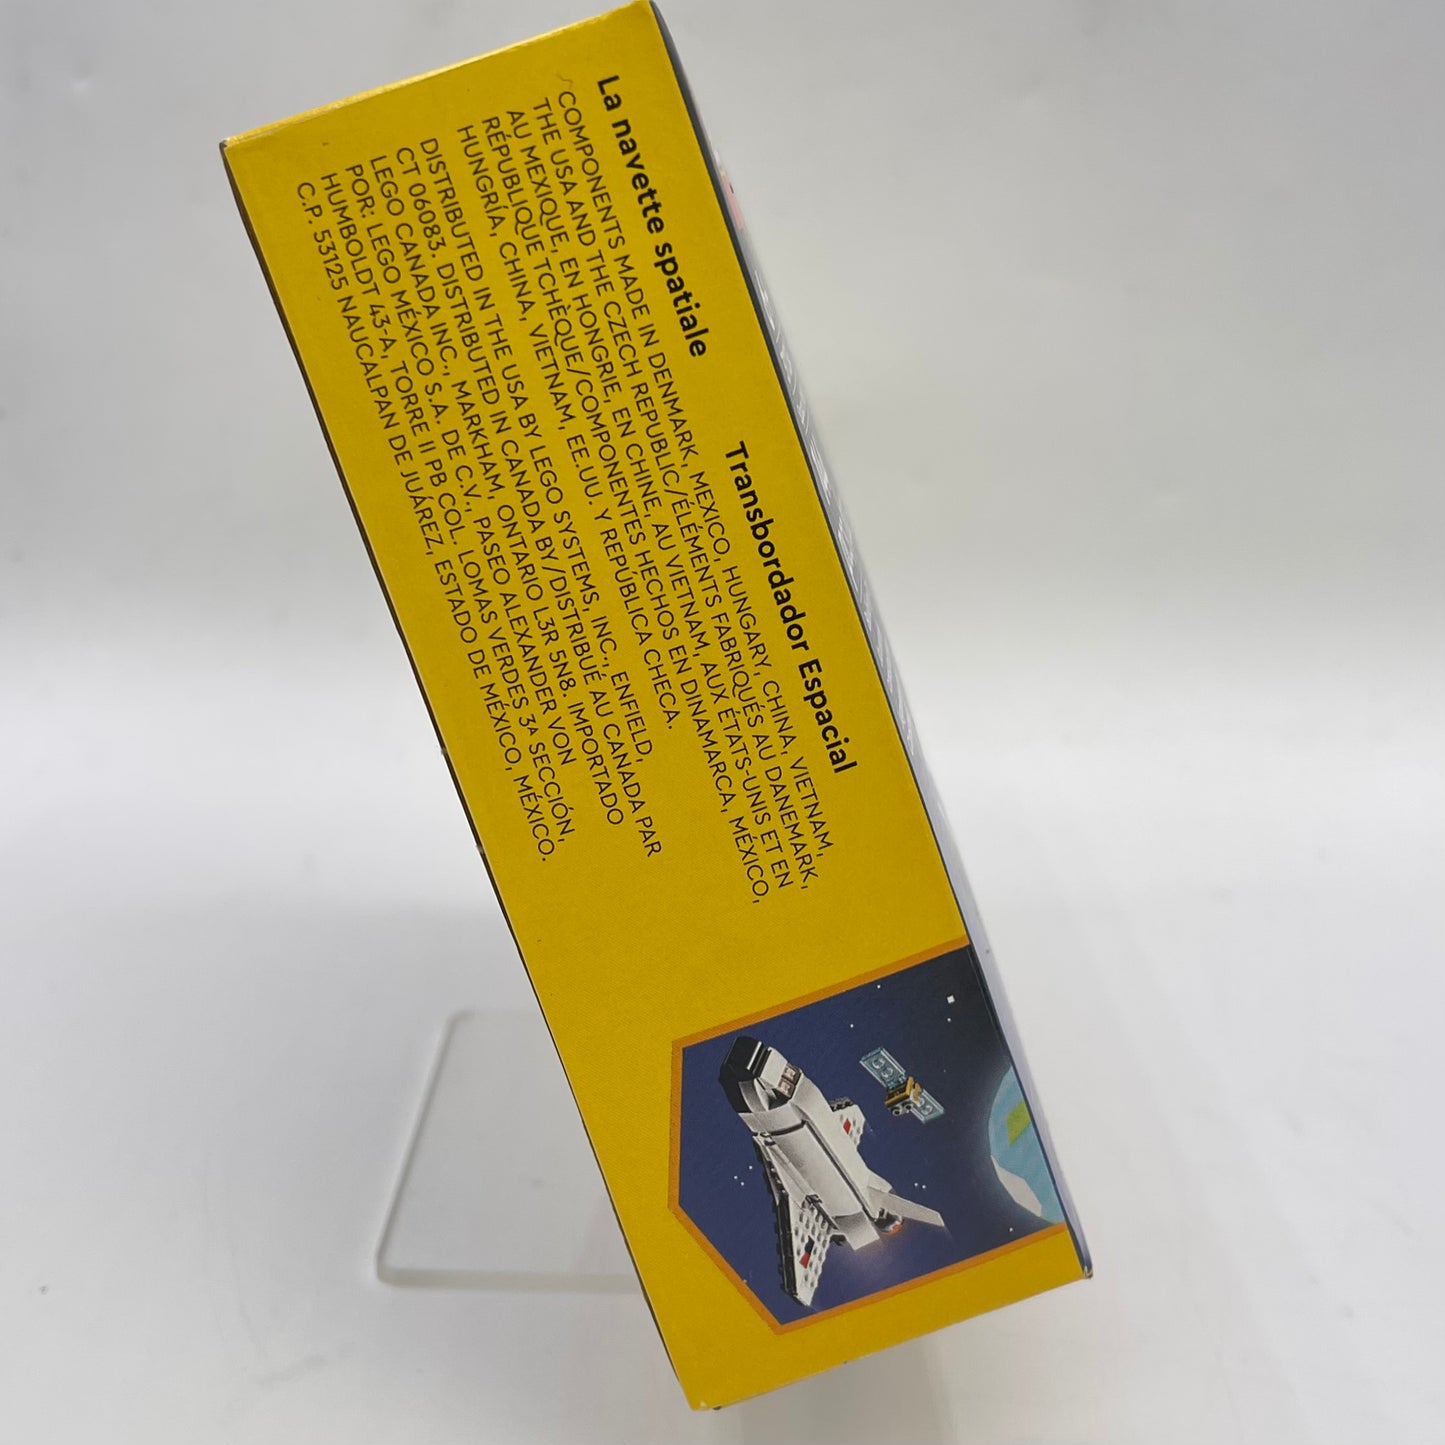 La navette spatiale Transbordador Espacial
COMPONENTS MADE IN DENMARK, MEXICO, HUNGARY, CHINA, VIETNAM,
THE USA AND THE CZECH REPUBLIC/ÉLÉMENTS FABRIQUÉS AU DANEMARK,
AU MEXIQUE, EN HONGRIE, EN CHINE, AU VIETNAM, AUX ÉTATS-UNIS ET EN
RÉPUBLIQUE TCHÈQUE/COMPONENTES HECHOS EN DINAMARCA, MÉXICO,
HUNGRÍA, CHINA, VIETNAM, EE.UU. Y REPÚBLICA CHECA.
DISTRIBUTED IN THE USA BY LEGO SYSTEMS, INC., ENFIELD,
CT 06083. DISTRIBUTED IN CANADA BY/DISTRIBUÉ AU CANADA PAR
LEGO CANADA INC., MARKHAM, ONTARIO L3R 5N8. IMPORTADO
POR: LEGO MÉXICO S.A. DE C.V., PASEO ALEXANDER VON
HUMBOLDT 43-A, TORRE II PB COL. LOMAS VERDES 3A SECCIÓN,
C.P. 53125 NAUCALPAN DE JUÁREZ, ESTADO DE MÉXICO, MÉXICO.